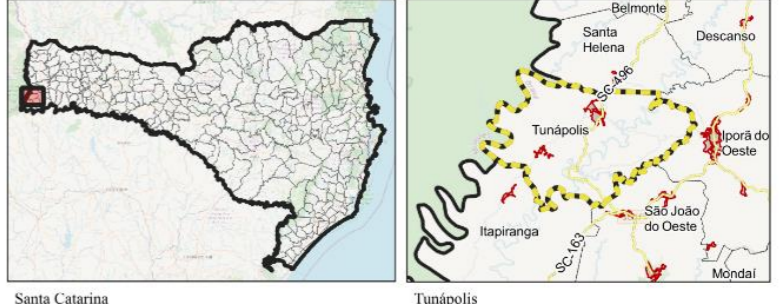 Belmonte
Santa
Helena
Descanso
SC-496
Tunápolis
Iporã do
Oeste
São João
do Oeste
Itapiranga
SC-163
Mondaí
Santa Catarina
Tunápolis